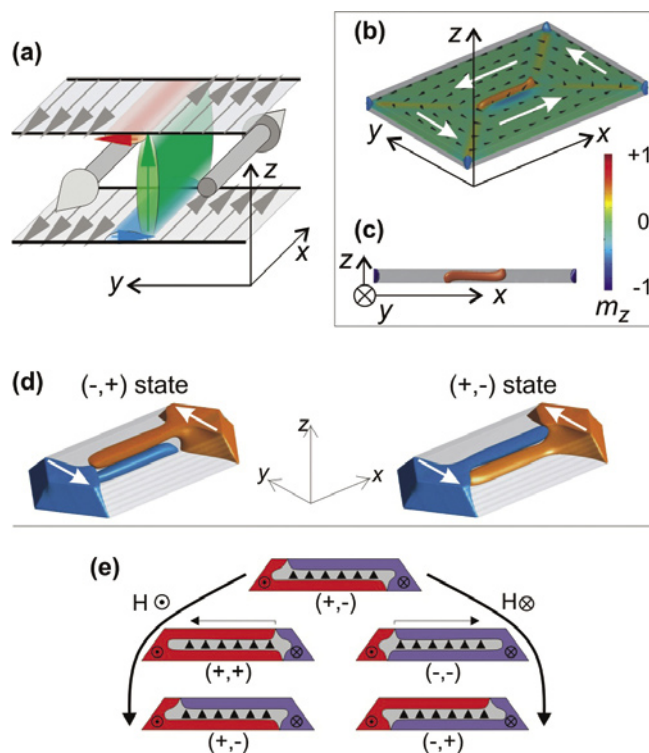 (a)
z
x
y
(b)
z
y
x
+1
0
-1
m_z
(c)
z
y
x
(d)
(-,+) state
(+,-) state
z
y
x
(e)
H ⊙
H⊗
(+,-)
(+,+)
(-,-)
(+,-)
(-,+)